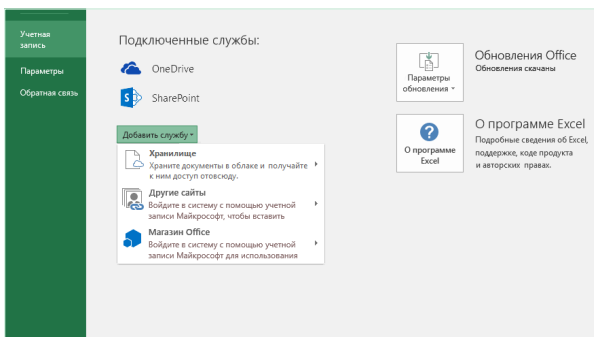 Учетная
запись
Параметры
Обратная связь
Подключенные службы:
OneDrive
SharePoint
Добавить службу
Хранилище
Храните документы в облаке и получайте
к ним доступ отовсюду.
Другие сайты
Войдите в систему с помощью учетной
записи Майкрософт, чтобы вставить
Магазин Office
Войдите в систему с помощью учетной
записи Майкрософт для использования
Параметры
обновления
Обновления Office
Обновления скачаны
О программе
Excel
О программе Excel
Подробные сведения об Excel,
поддержке, коде продукта
и авторских правах.